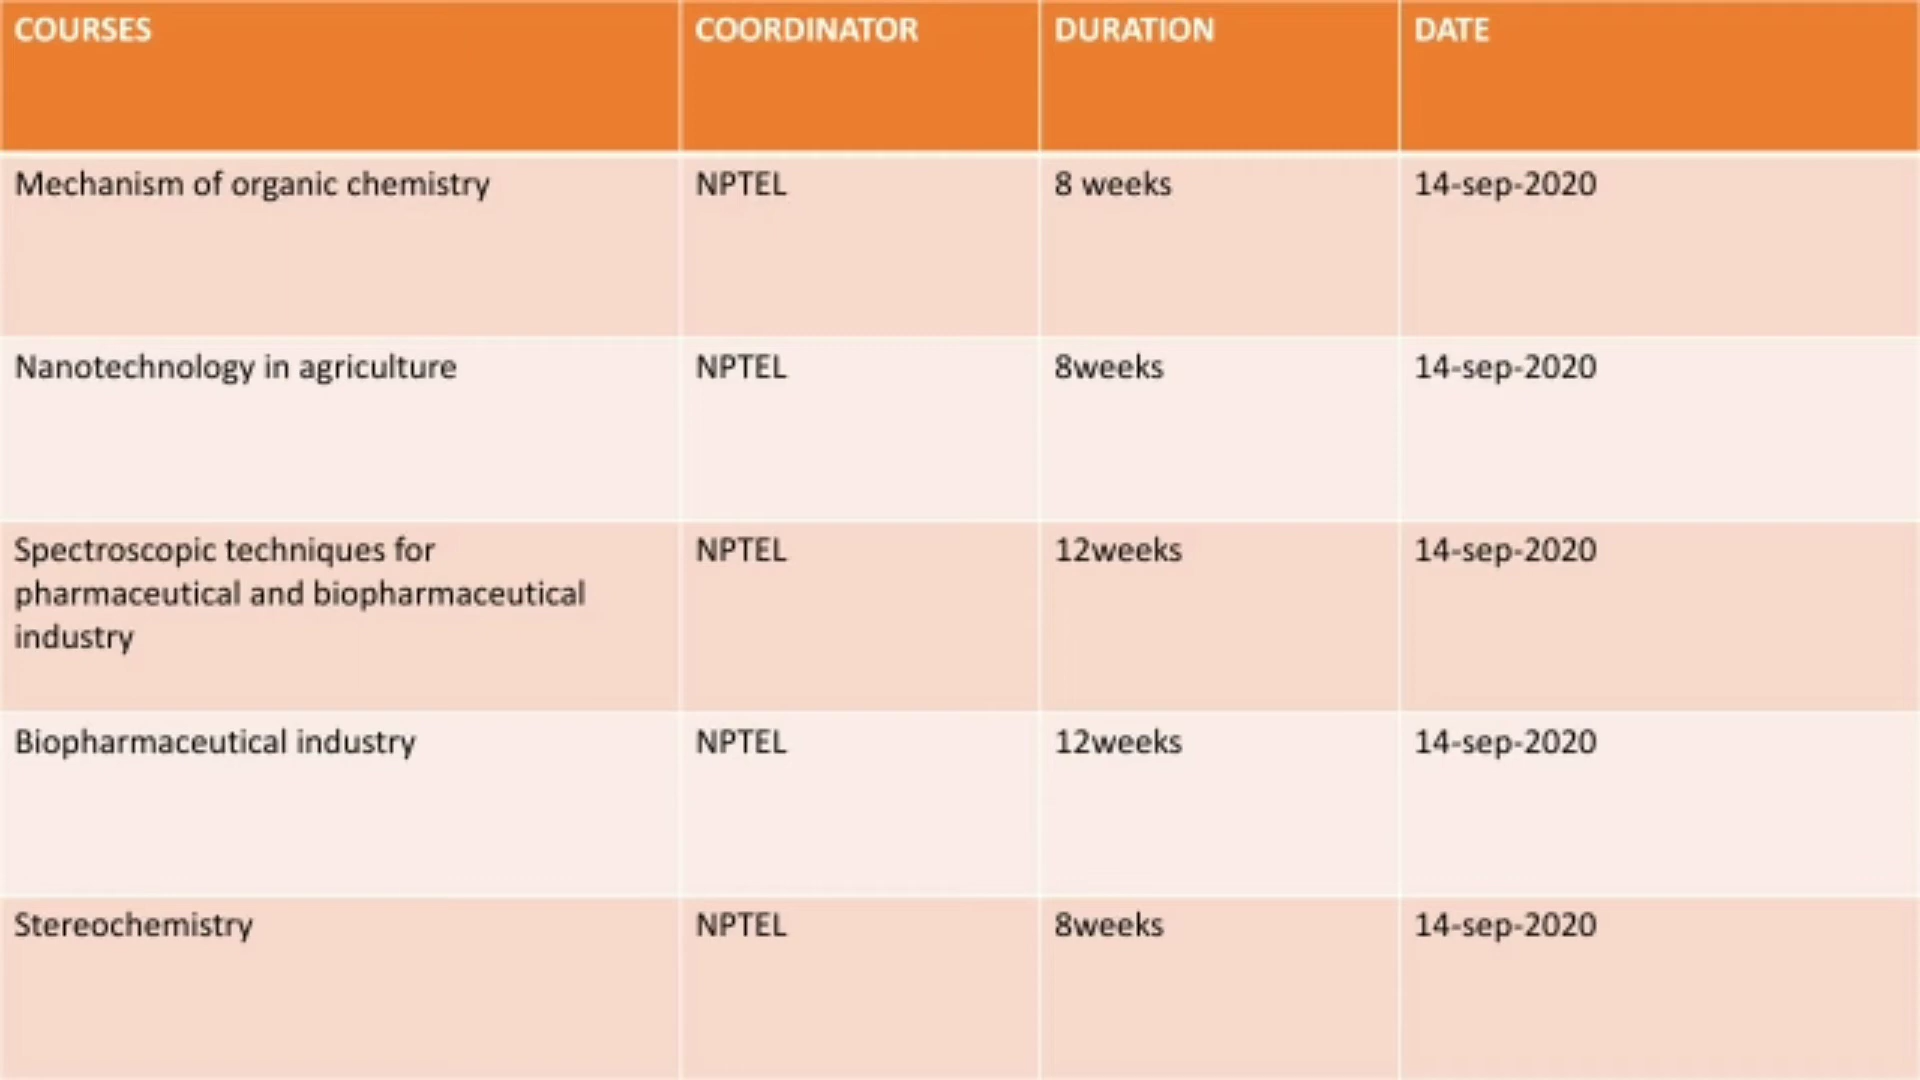 COURSES COORDINATOR DURATION DATE
Mechanism of organic chemistry NPTEL 8 weeks 14-sep-2020
Nanotechnology in agriculture NPTEL 8weeks 14-sep-2020
Spectroscopic techniques for NPTEL 12weeks 14-sep-2020
pharmaceutical and biopharmaceutical
industry
Biopharmaceutical industry NPTEL 12weeks 14-sep-2020
Stereochemistry NPTEL 8weeks 14-sep-2020